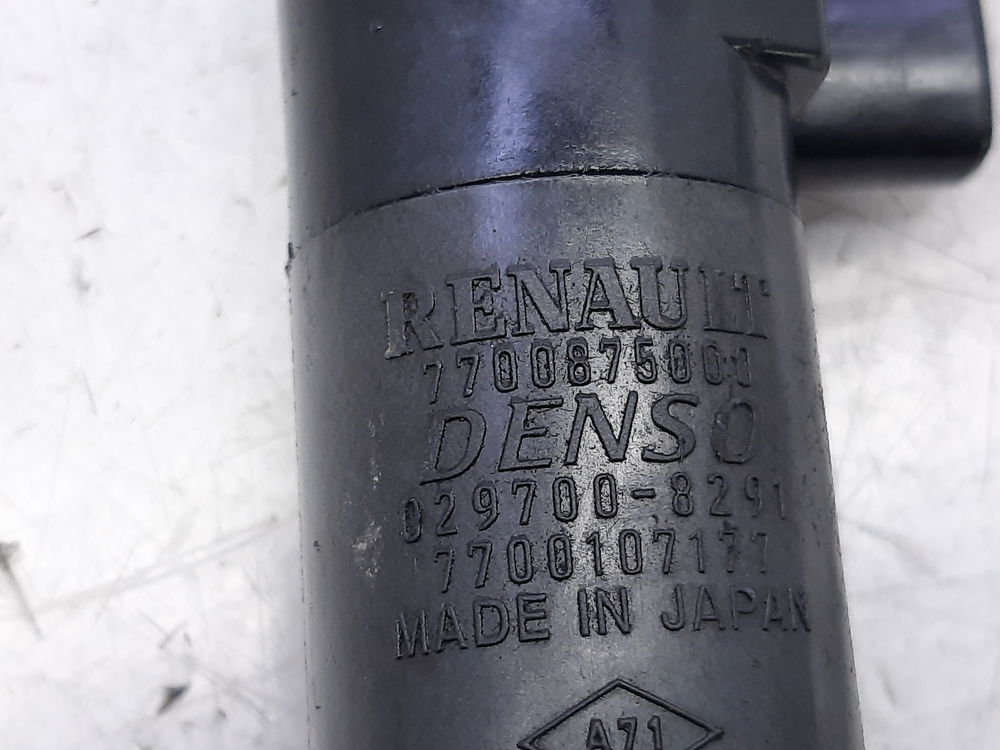 RENAULT
7700875000
DENSO
029700-8291
7700107177
MADE IN JAPAN
A71